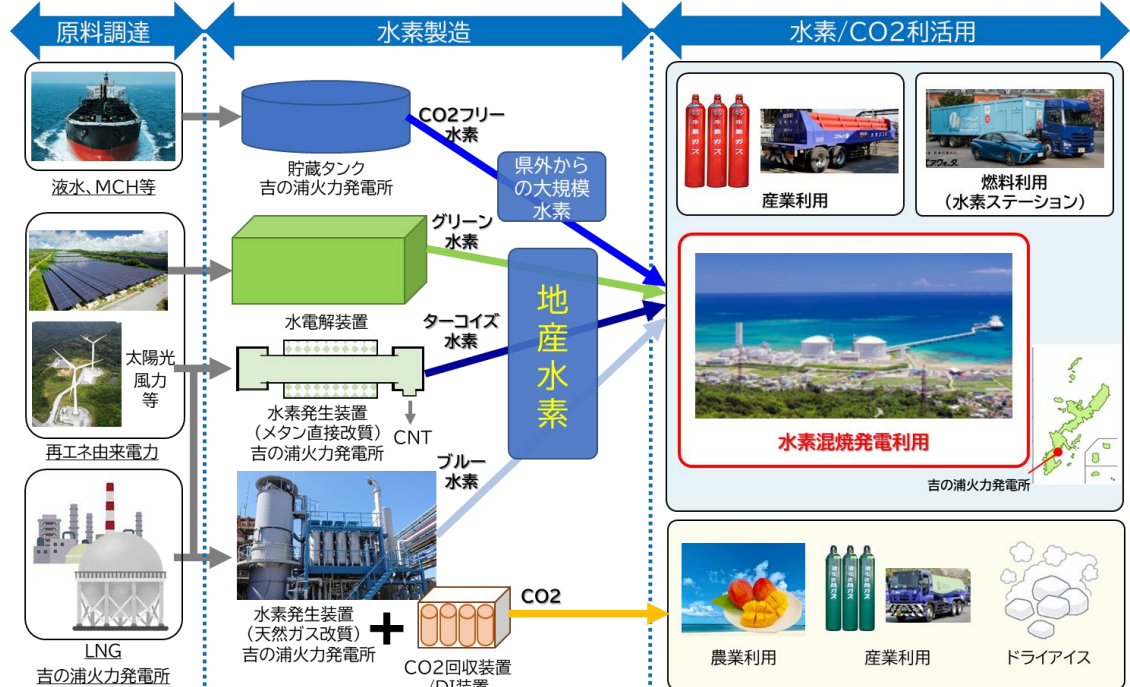 原料調達
水素製造
水素/CO2利活用
液水、MCH等
貯蔵タンク
吉の浦火力発電所
CO2フリー
水素
県外から
の大規模
水素
水素ガス
産業利用
燃料利用
(水素ステーション)
太陽光
風力
等
再エネ由来電力
グリーン
水素
水電解装置
ターコイズ
水素
地産水素
水素発生装置
(メタン直接改質)
吉の浦火力発電所
CNT
水素混焼発電利用
吉の浦火力発電所
LNG
吉の浦火力発電所
ブルー
水素
水素発生装置
(天然ガス改質)
吉の浦火力発電所
+
CO2回収装置
/DI装置
CO2
農業利用
産業利用
ドライアイス